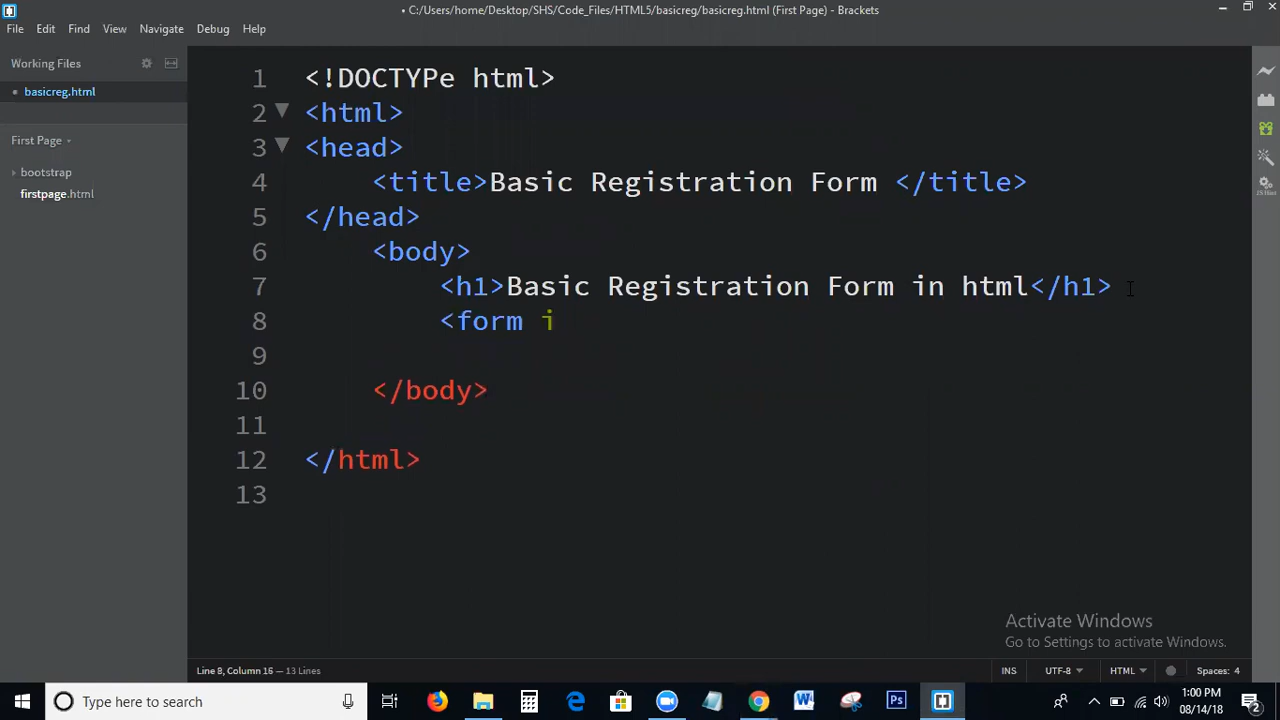 • C:/Users/home/Desktop/SHS/Code_Files/HTML5/basicreg/basicreg.html (First Page) - Brackets
File Edit Find View Navigate Debug Help
Working Files
• basicreg.html
First Page
bootstrap
firstpage.html
1 <!DOCTYPe html>
2 <html>
3 <head>
4 <title>Basic Registration Form </title>
5 </head>
6 <body>
7 <h1>Basic Registration Form in html</h1>
8 <form i
9
10 </body>
11
12 </html>
13
Activate Windows
Go to Settings to activate Windows.
Line 8, Column 16 — 13 Lines
INS UTF-8 HTML Spaces: 4
Type here to search
W
Ps
1:00 PM
08/14/18
2